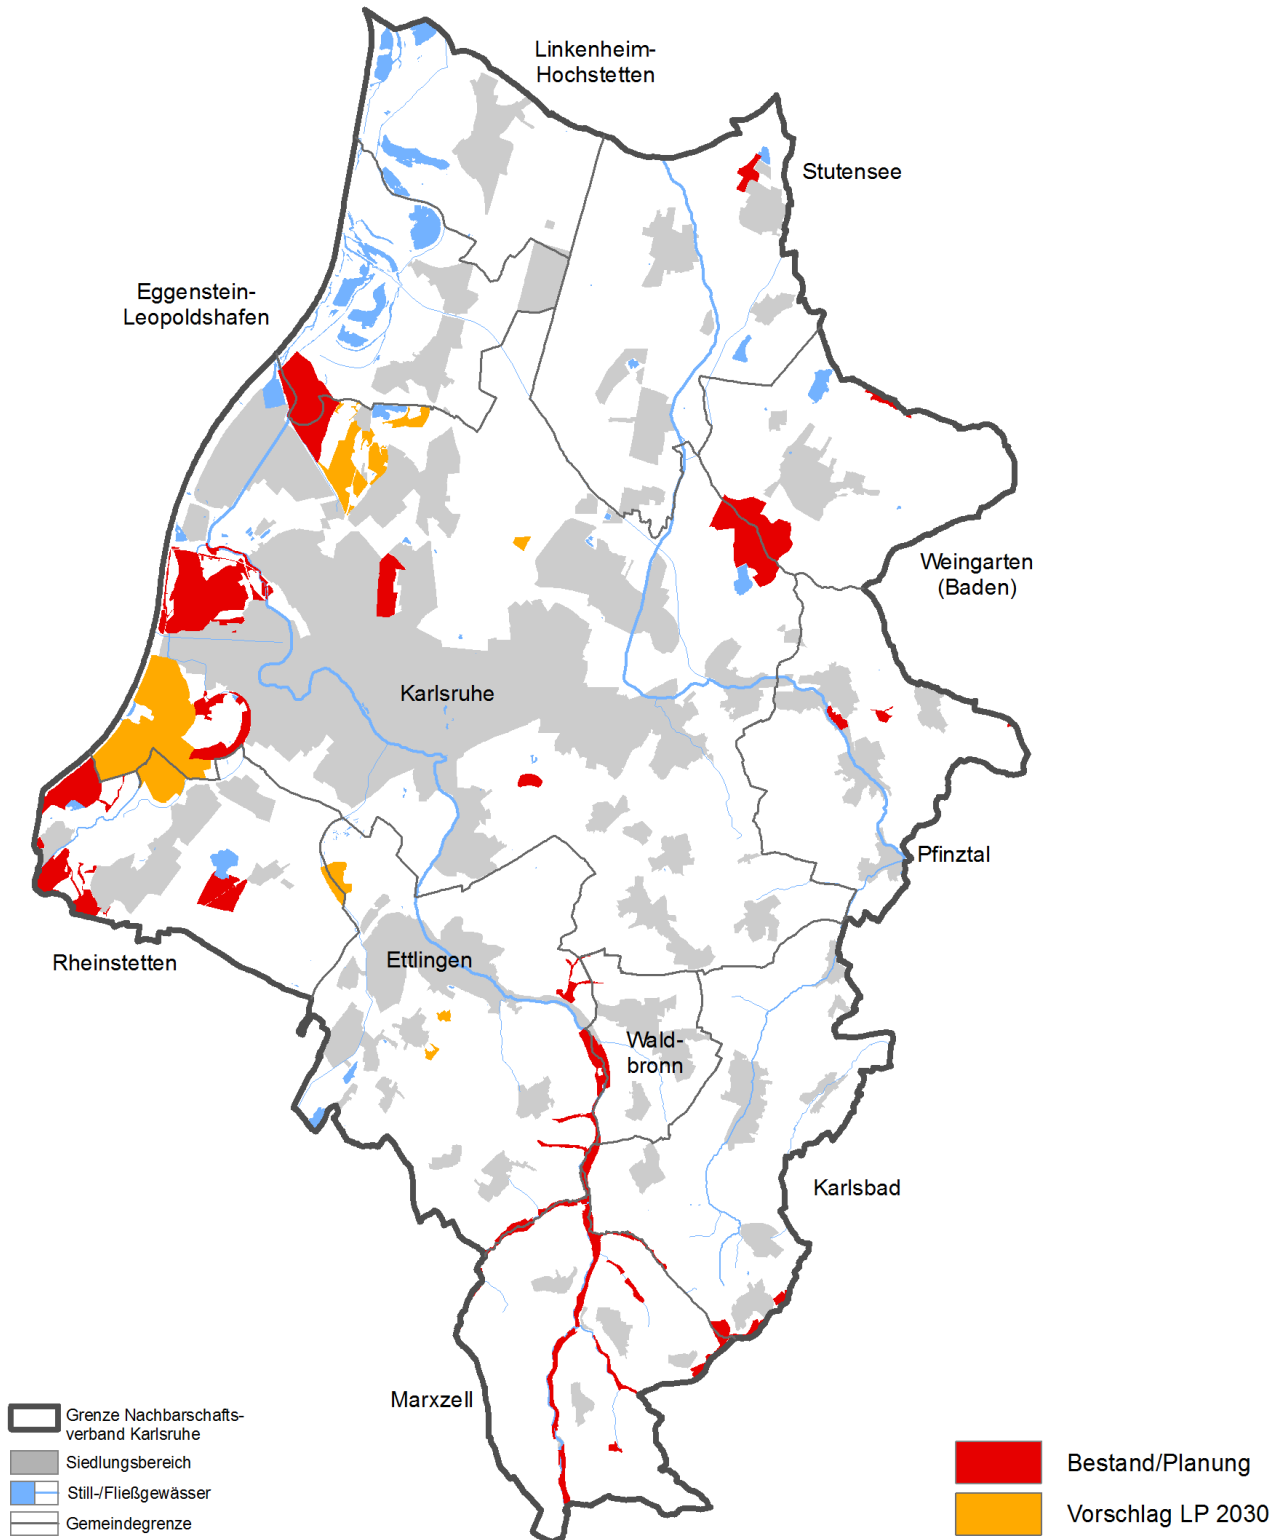 Linkenheim-
Hochstetten
Stutensee
Eggenstein-
Leopoldshafen
Weingarten
(Baden)
Karlsruhe
Pfinztal
Rheinstetten
Ettlingen
Wald-
bronn
Karlsbad
Marxzell
Grenze Nachbarschafts-
verband Karlsruhe
Siedlungsbereich
Still-/Fließgewässer
Gemeindegrenze
Bestand/Planung
Vorschlag LP 2030